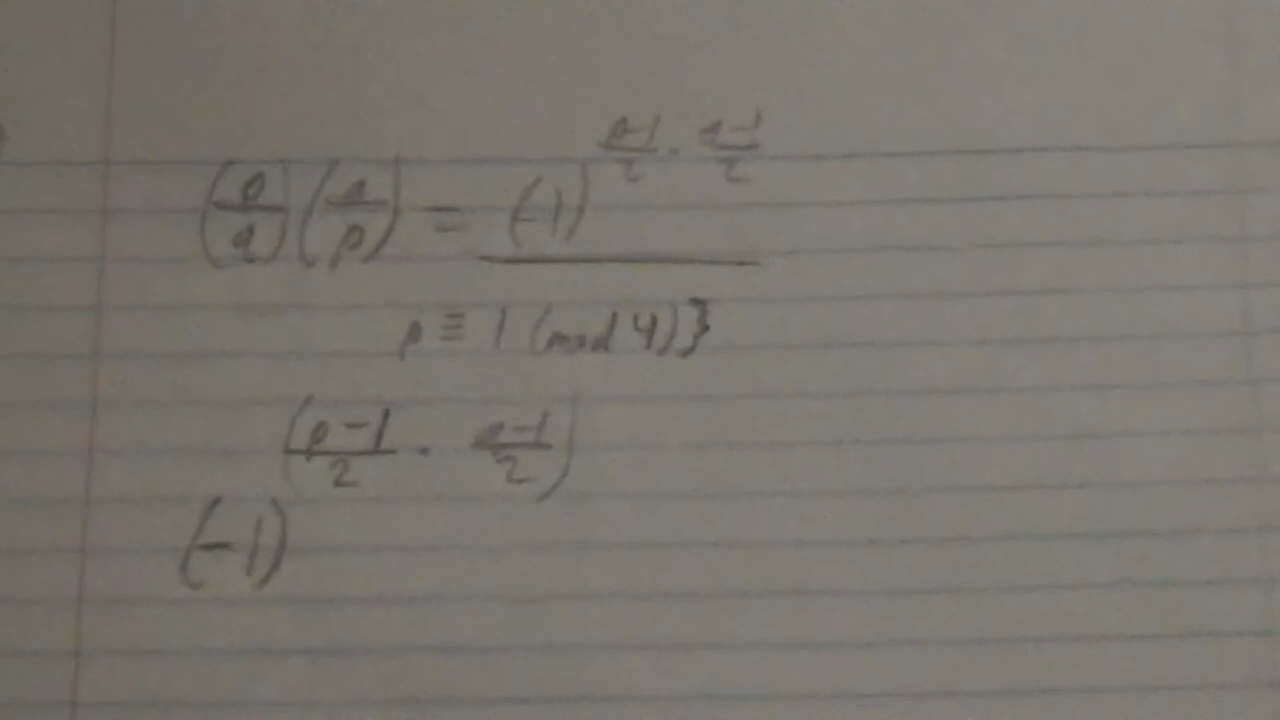 (p/q)(q/p) = (-1)^(p-1/2 · q-1/2)
p ≡ 1 (mod 4)}
(-1)^(p-1/2 · q-1/2)